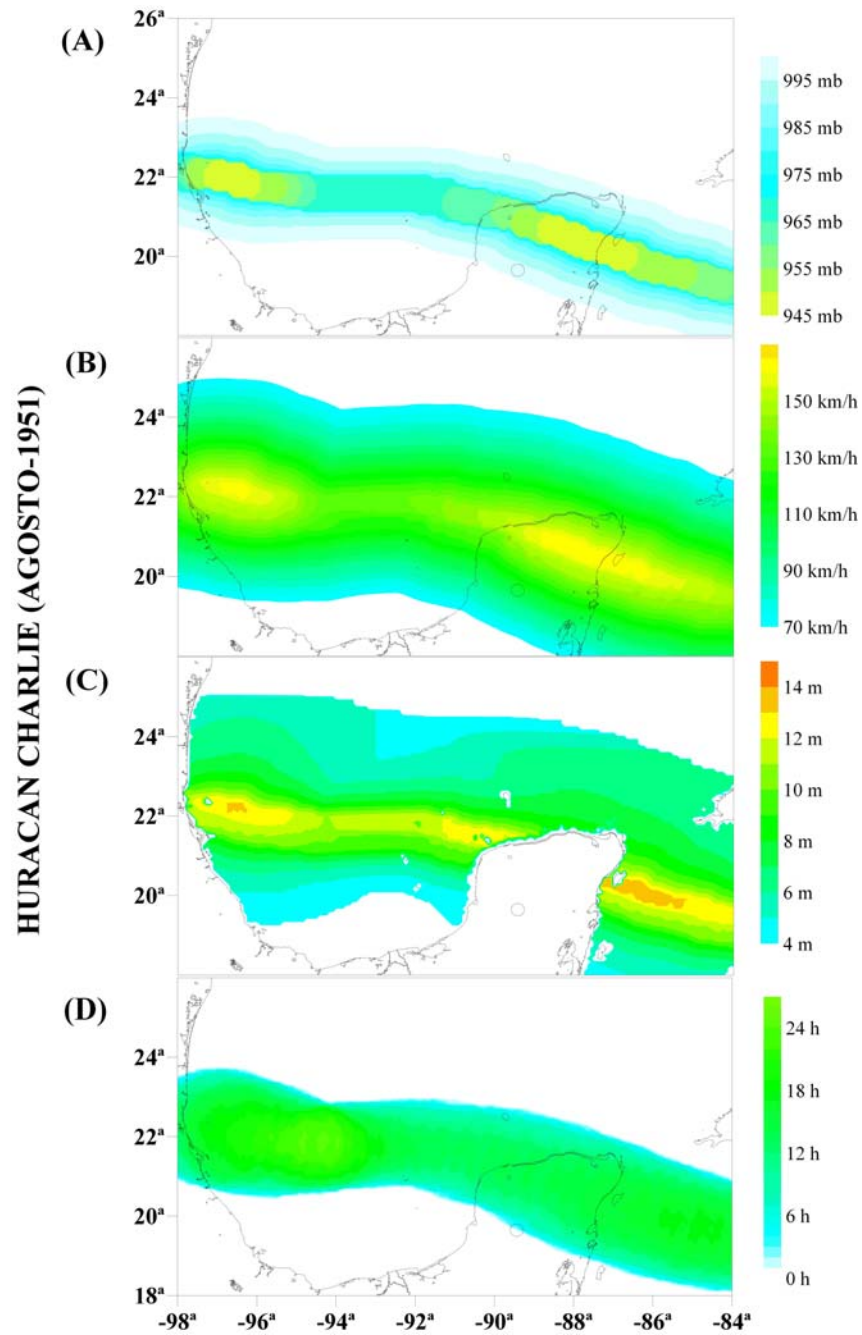 HURACAN CHARLIE (AGOSTO-1951)
(A)
26ª
24ª
22ª
20ª
995 mb
985 mb
975 mb
965 mb
955 mb
945 mb
(B)
24ª
22ª
20ª
150 km/h
130 km/h
110 km/h
90 km/h
70 km/h
(C)
24ª
22ª
20ª
14 m
12 m
10 m
8 m
6 m
4 m
(D)
24ª
22ª
20ª
18ª
24 h
18 h
12 h
6 h
0 h
-98ª -96ª -94ª -92ª -90ª -88ª -86ª -84ª